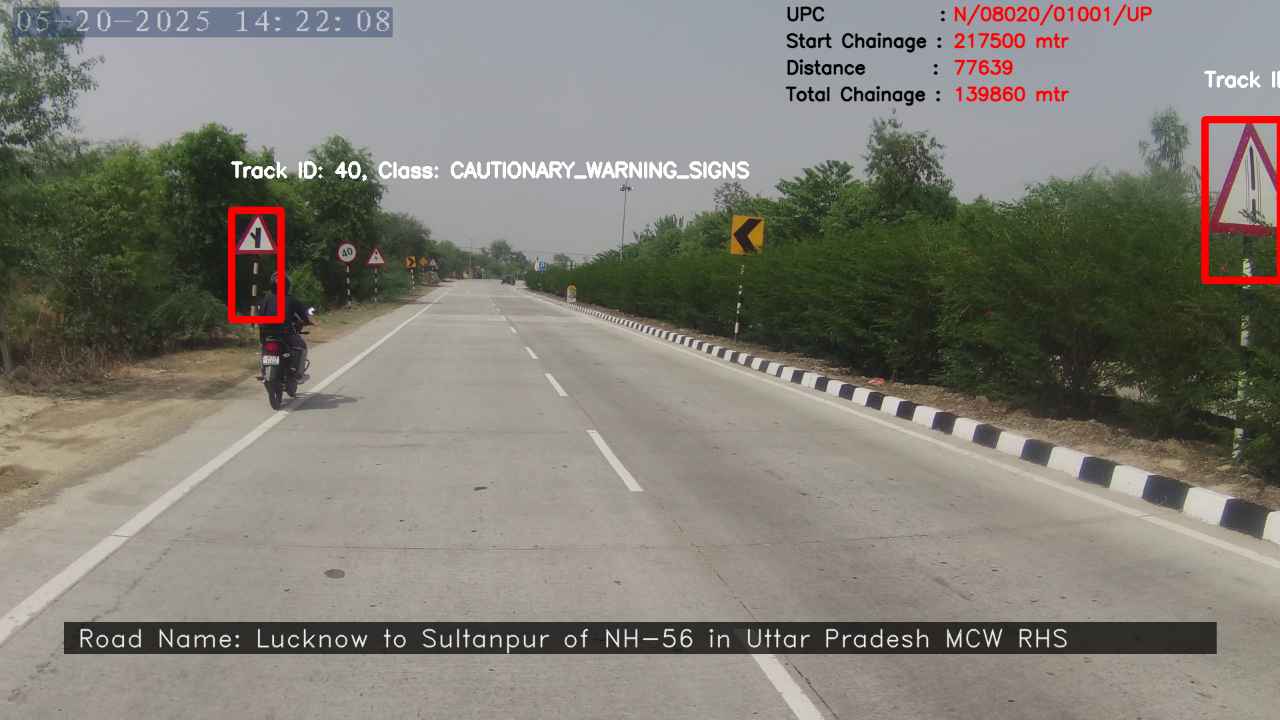 05-20-2025 14:22:08
UPC : N/08020/01001/UP
Start Chainage : 217500 mtr
Distance : 77639
Total Chainage : 139860 mtr
Track ID
Track ID: 40, Class: CAUTIONARY_WARNING_SIGNS
40
Road Name: Lucknow to Sultanpur of NH-56 in Uttar Pradesh MCW RHS